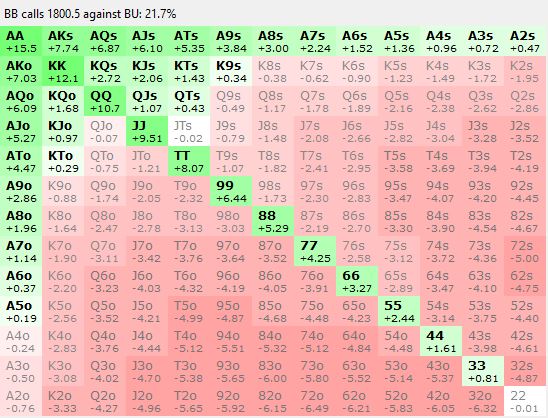 BB calls 1800.5 against BU: 21.7%
AA AKs AQs AJs ATs A9s A8s A7s A6s A5s A4s A3s A2s
+15.5 +7.74 +6.87 +6.10 +5.35 +3.84 +3.00 +2.24 +1.52 +1.36 +0.96 +0.72 +0.47
AKo KK KQs KJs KTs K9s K8s K7s K6s K5s K4s K3s K2s
+7.03 +12.1 +2.72 +2.06 +1.43 +0.34 -0.38 -0.62 -0.90 -1.23 -1.49 -1.72 -1.95
AQo KQo QQ QJs QTs Q9s Q8s Q7s Q6s Q5s Q4s Q3s Q2s
+6.09 +1.68 +10.7 +1.07 +0.43 -0.49 -1.17 -1.78 -1.89 -2.16 -2.38 -2.62 -2.86
AJo KJo QJo JJ JTs J9s J8s J7s J6s J5s J4s J3s J2s
+5.27 +0.97 -0.07 +9.51 -0.02 -0.79 -1.48 -2.08 -2.66 -2.82 -3.04 -3.28 -3.52
ATo KTo QTo JTo TT T9s T8s T7s T6s T5s T4s T3s T2s
+4.47 +0.29 -0.75 -1.21 +8.07 -1.07 -1.82 -2.41 -2.95 -3.58 -3.69 -3.94 -4.19
A9o K9o Q9o J9o T9o 99 98s 97s 96s 95s 94s 93s 92s
+2.86 -0.88 -1.74 -2.05 -2.32 +6.44 -1.73 -2.30 -2.83 -3.47 -4.07 -4.20 -4.45
A8o K8o Q8o J8o T8o 98o 88 87s 86s 85s 84s 83s 82s
+1.96 -1.64 -2.47 -2.78 -3.13 -3.03 +5.29 -2.19 -2.70 -3.30 -3.90 -4.54 -4.67
A7o K7o Q7o J7o T7o 97o 87o 77 76s 75s 74s 73s 72s
+1.14 -1.90 -3.11 -3.42 -3.76 -3.64 -3.52 +4.25 -2.58 -3.12 -3.72 -4.36 -5.00
A6o K6o Q6o J6o T6o 96o 86o 76o 66 65s 64s 63s 62s
+0.37 -2.20 -3.23 -4.03 -4.32 -4.19 -4.05 -3.91 +3.27 -2.89 -3.47 -4.10 -4.75
A5o K5o Q5o J5o T5o 95o 85o 75o 65o 55 54s 53s 52s
+0.19 -2.56 -3.52 -4.21 -4.99 -4.87 -4.68 -4.48 -4.23 +2.44 -3.14 -3.75 -4.40
A4o K4o Q4o J4o T4o 94o 84o 74o 64o 54o 44 43s 42s
-0.24 -2.83 -3.76 -4.44 -5.12 -5.51 -5.32 -5.12 -4.84 -4.48 +1.61 -3.98 -4.61
A3o K3o Q3o J3o T3o 93o 83o 73o 63o 53o 43o 33 32s
-0.50 -3.08 -4.02 -4.70 -5.38 -5.65 -6.00 -5.80 -5.52 -5.14 -5.37 +0.81 -4.87
A2o K2o Q2o J2o T2o 92o 82o 72o 62o 52o 42o 32o 22
-0.76 -3.33 -4.27 -4.96 -5.65 -5.92 -6.15 -6.49 -6.21 -5.83 -6.05 -6.32 -0.01